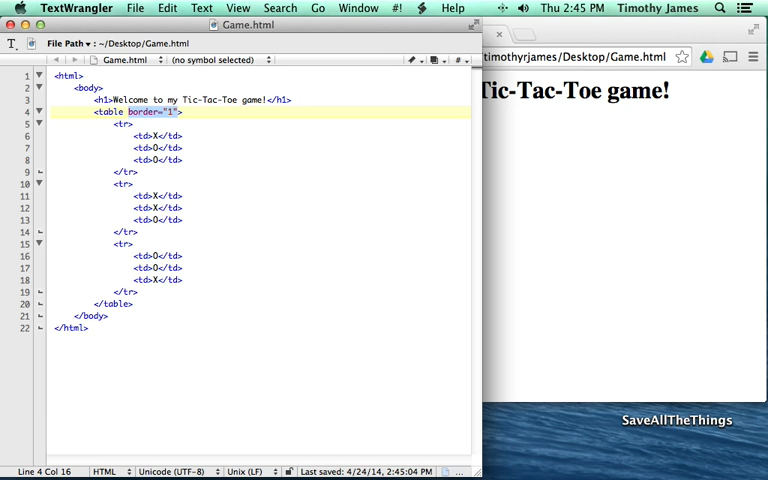 TextWrangler File Edit Text View Search Go Window #! Help Thu 2:45 PM Timothy James
Game.html
File Path : ~/Desktop/Game.html
Game.html (no symbol selected) #
timothyrjames/Desktop/Game.html
1 <html>
2 <body>
3 <h1>Welcome to my Tic-Tac-Toe game!</h1>
4 <table border="1">
5 <tr>
6 <td>X</td>
7 <td>O</td>
8 <td>O</td>
9 </tr>
10 <tr>
11 <td>X</td>
12 <td>X</td>
13 <td>O</td>
14 </tr>
15 <tr>
16 <td>O</td>
17 <td>O</td>
18 <td>X</td>
19 </tr>
20 </table>
21 </body>
22 </html>
Tic-Tac-Toe game!
SaveAllTheThings
Line 4 Col 16 HTML Unicode (UTF-8) Unix (LF) Last saved: 4/24/14, 2:45:04 PM ...